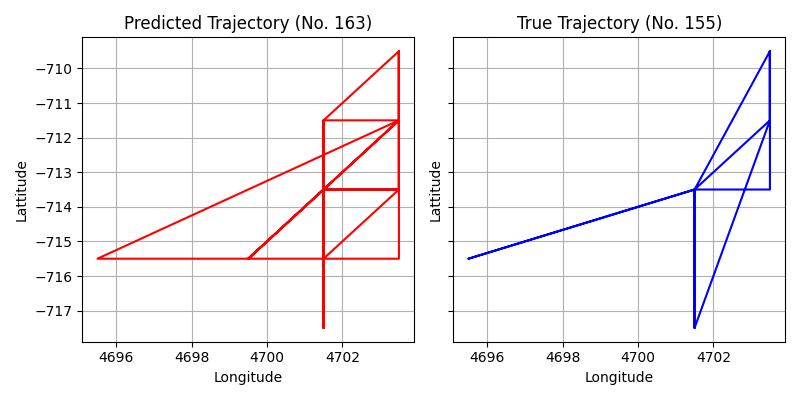 Predicted Trajectory (No. 163)
True Trajectory (No. 155)
−710
−711
−712
−713
−714
−715
−716
−717
Lattitude
Lattitude
4696 4698 4700 4702
4696 4698 4700 4702
Longitude
Longitude